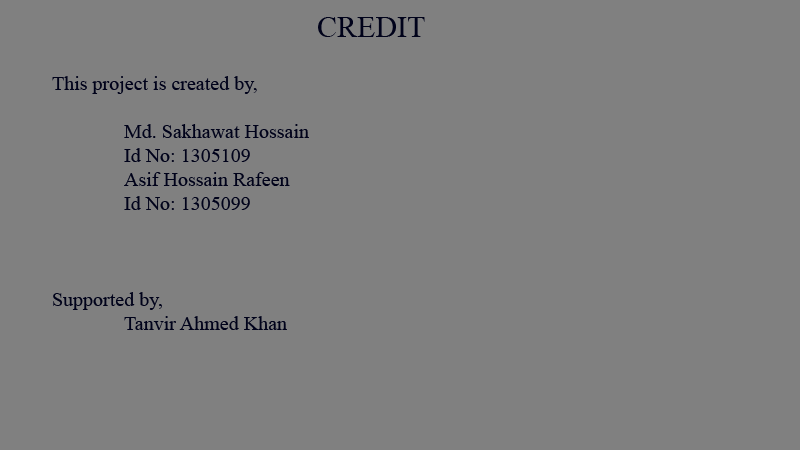 CREDIT
This project is created by,
Md. Sakhawat Hossain
Id No: 1305109
Asif Hossain Rafeen
Id No: 1305099
Supported by,
Tanvir Ahmed Khan